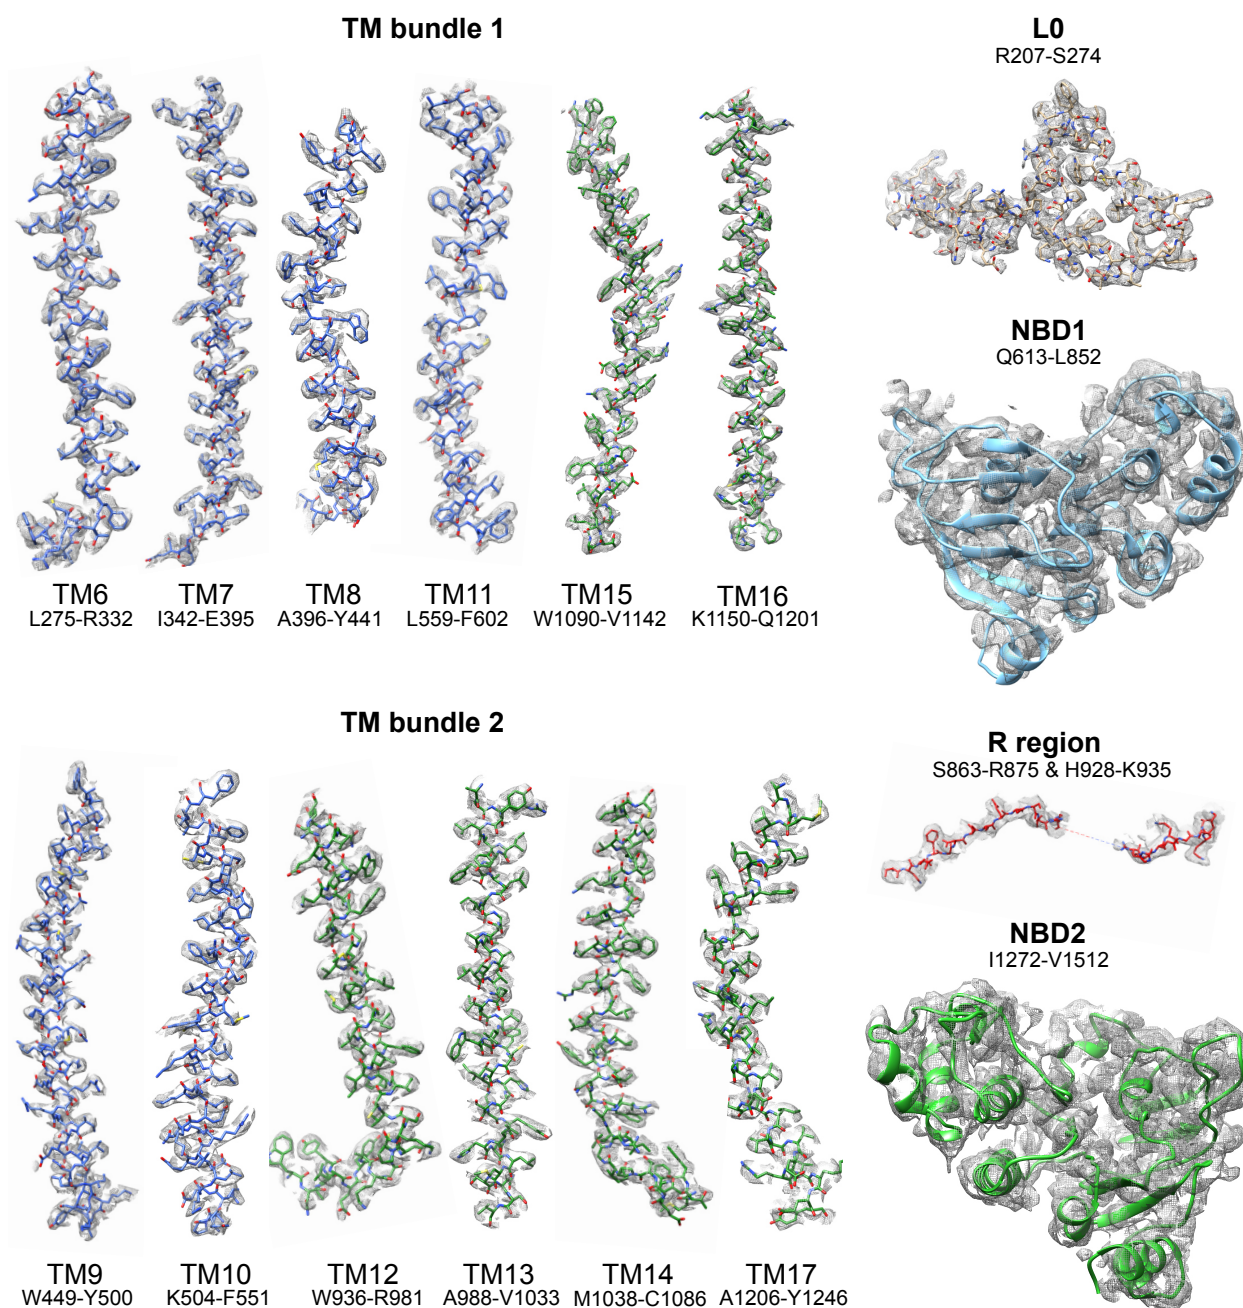 TM bundle 1
TM6
L275-R332
TM7
I342-E395
TM8
A396-Y441
TM11
L559-F602
TM15
W1090-V1142
TM16
K1150-Q1201
L0
R207-S274
NBD1
Q613-L852
TM bundle 2
TM9
W449-Y500
TM10
K504-F551
TM12
W936-R981
TM13
A988-V1033
TM14
M1038-C1086
TM17
A1206-Y1246
R region
S863-R875 & H928-K935
NBD2
I1272-V1512